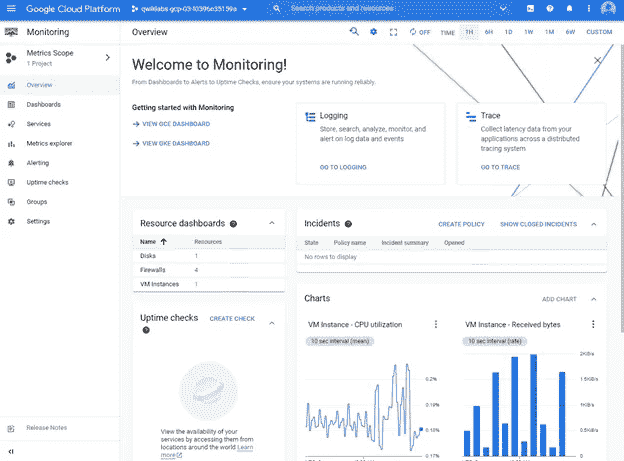 Google Cloud Platform
Search products and resources
Monitoring
Overview
OFF
TIME
1H
6H
1D
1W
1M
6W
CUSTOM
Metrics Scope
1 Project
Overview
Dashboards
Services
Metrics explorer
Alerting
Uptime checks
Groups
Settings
Release Notes
Welcome to Monitoring!
From Dashboards to Alerts to Uptime Checks, ensure your systems are running reliably.
Getting started with Monitoring
VIEW GCE DASHBOARD
VIEW GKE DASHBOARD
Logging
Store, search, analyze, monitor, and
alert on log data and events
GO TO LOGGING
Trace
Collect latency data from your
applications across a distributed
tracing system
GO TO TRACE
Resource dashboards
Name
Resources
Disks
1
Firewalls
4
VM Instances
1
Incidents
CREATE POLICY
SHOW CLOSED INCIDENTS
State
Policy name
Incident summary
Opened
No rows to display
Uptime checks
CREATE CHECK
View the availability of your
services by accessing them from
locations around the world Learn
more
Charts
ADD CHART
VM Instance - CPU utilization
10 sec interval (mean)
0.2%
0.18%
VM Instance - Received bytes
10 sec interval (rate)
2KiB/s
1.5KiB/s
1KiB/s
0.5KiB/s
0